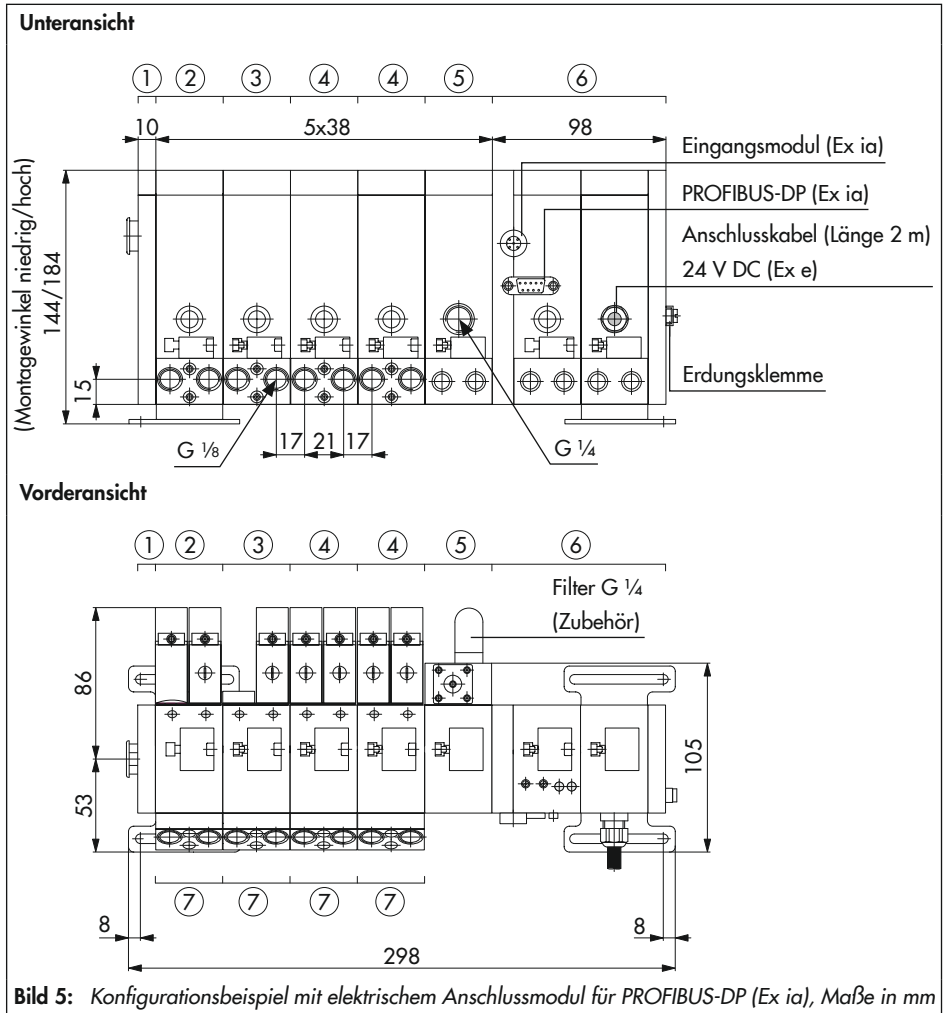 Unteransicht
① ② ③ ④ ④ ⑤ ⑥
10 5x38 98
Eingangsmodul (Ex ia)
PROFIBUS-DP (Ex ia)
Anschlusskabel (Länge 2 m)
24 V DC (Ex e)
(Montagewinkel niedrig/hoch)
144/184
15
Erdungsklemme
G ⅛
17 21 17
G ¼
Vorderansicht
① ② ③ ④ ④ ⑤ ⑥
Filter G ¼
(Zubehör)
86
53
105
⑦ ⑦ ⑦ ⑦
8
8
298
Bild 5: Konfigurationsbeispiel mit elektrischem Anschlussmodul für PROFIBUS-DP (Ex ia), Maße in mm